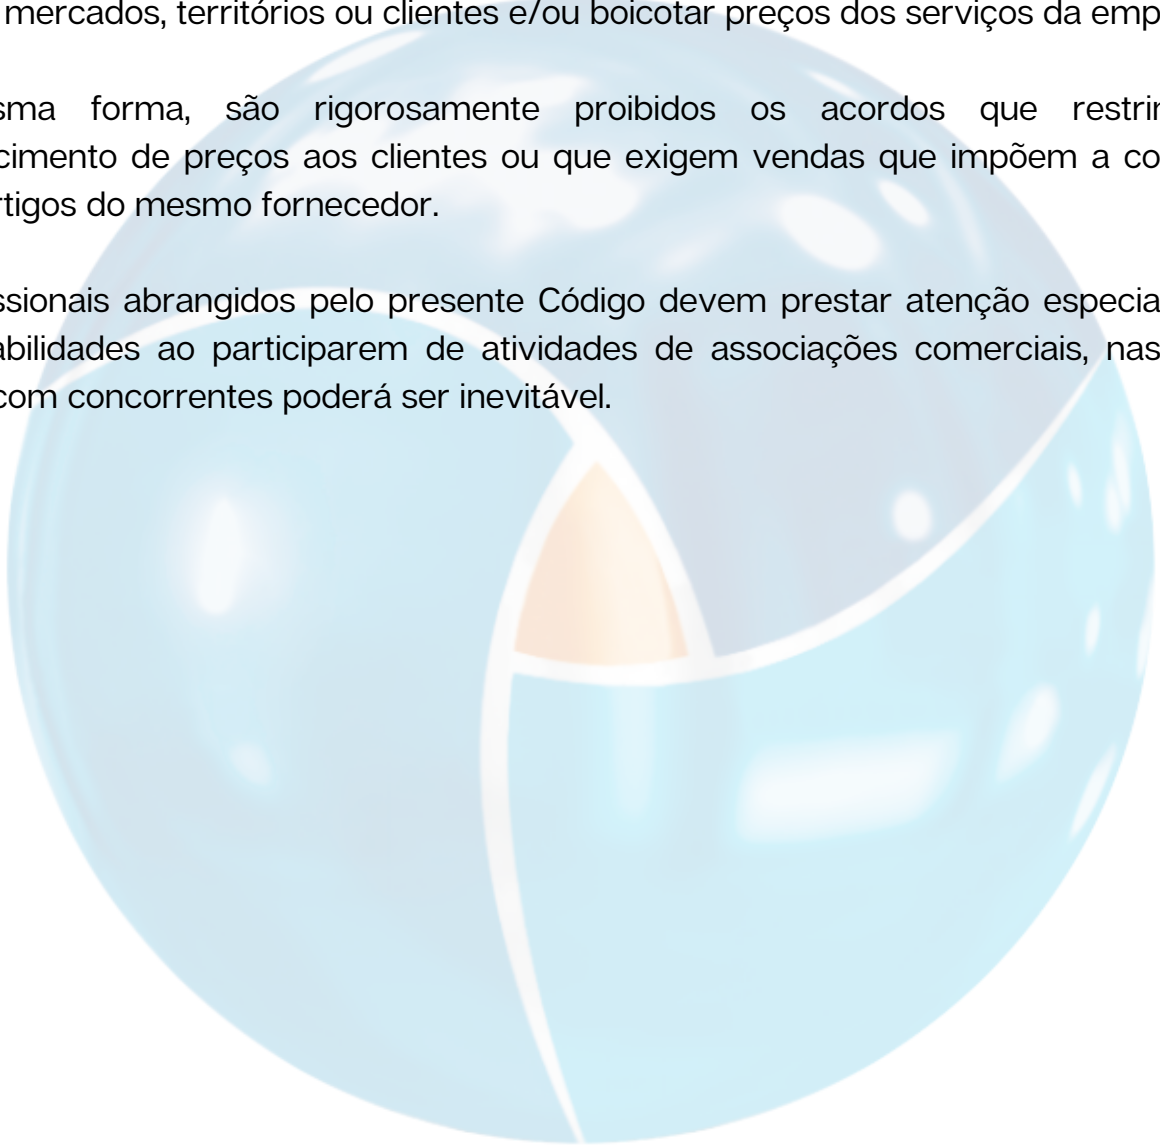 mercados, territórios ou clientes e/ou boicotar preços dos serviços da emp
sma forma, são rigorosamente proibidos os acordos que restrin
cimento de preços aos clientes ou que exigem vendas que impõem a co
rtigos do mesmo fornecedor.
ssionais abrangidos pelo presente Código devem prestar atenção especia
abilidades ao participarem de atividades de associações comerciais, nas
com concorrentes poderá ser inevitável.